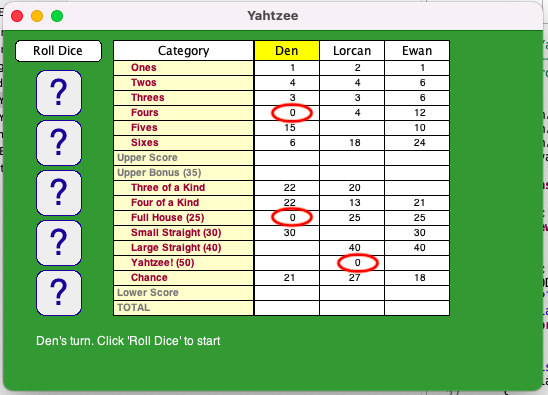 Yahtzee
Roll Dice Category Den Lorcan Ewan
Ones 1 2 1
Twos 4 4 6
Threes 3 3 6
Fours 0 4 12
Fives 15 10
Sixes 6 18 24
Upper Score
Upper Bonus (35)
Three of a Kind 22 20
Four of a Kind 22 13 21
Full House (25) 0 25 25
Small Straight (30) 30 30
Large Straight (40) 40 40
Yahtzee! (50) 0
Chance 21 27 18
Lower Score
TOTAL
?
?
?
?
?
Den's turn. Click 'Roll Dice' to start